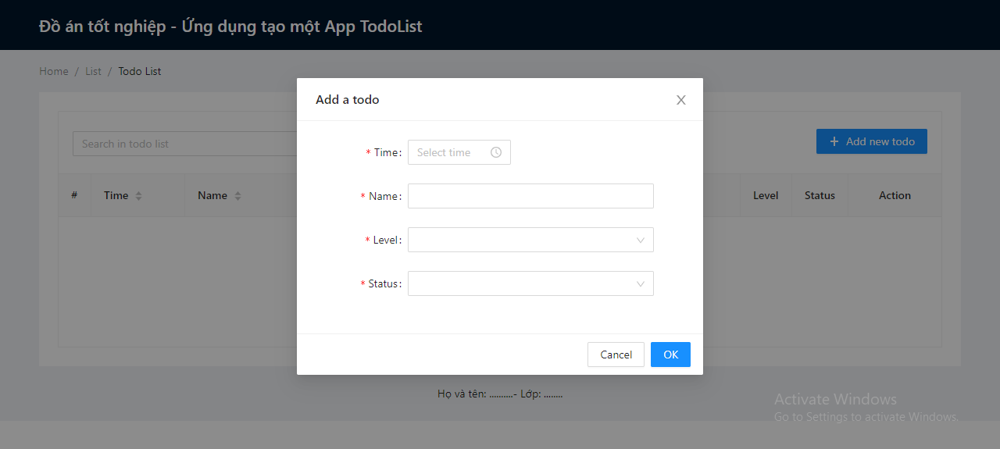 Đồ án tốt nghiệp - Ứng dụng tạo một App TodoList
Home / List / Todo List
Add a todo
Search in todo list
Add new todo
* Time:
Select time
# Time Name
Level Status Action
* Name:
* Level:
* Status:
Cancel
OK
Họ và tên: ..........- Lớp: ........
Activate Windows
Go to Settings to activate Windows.